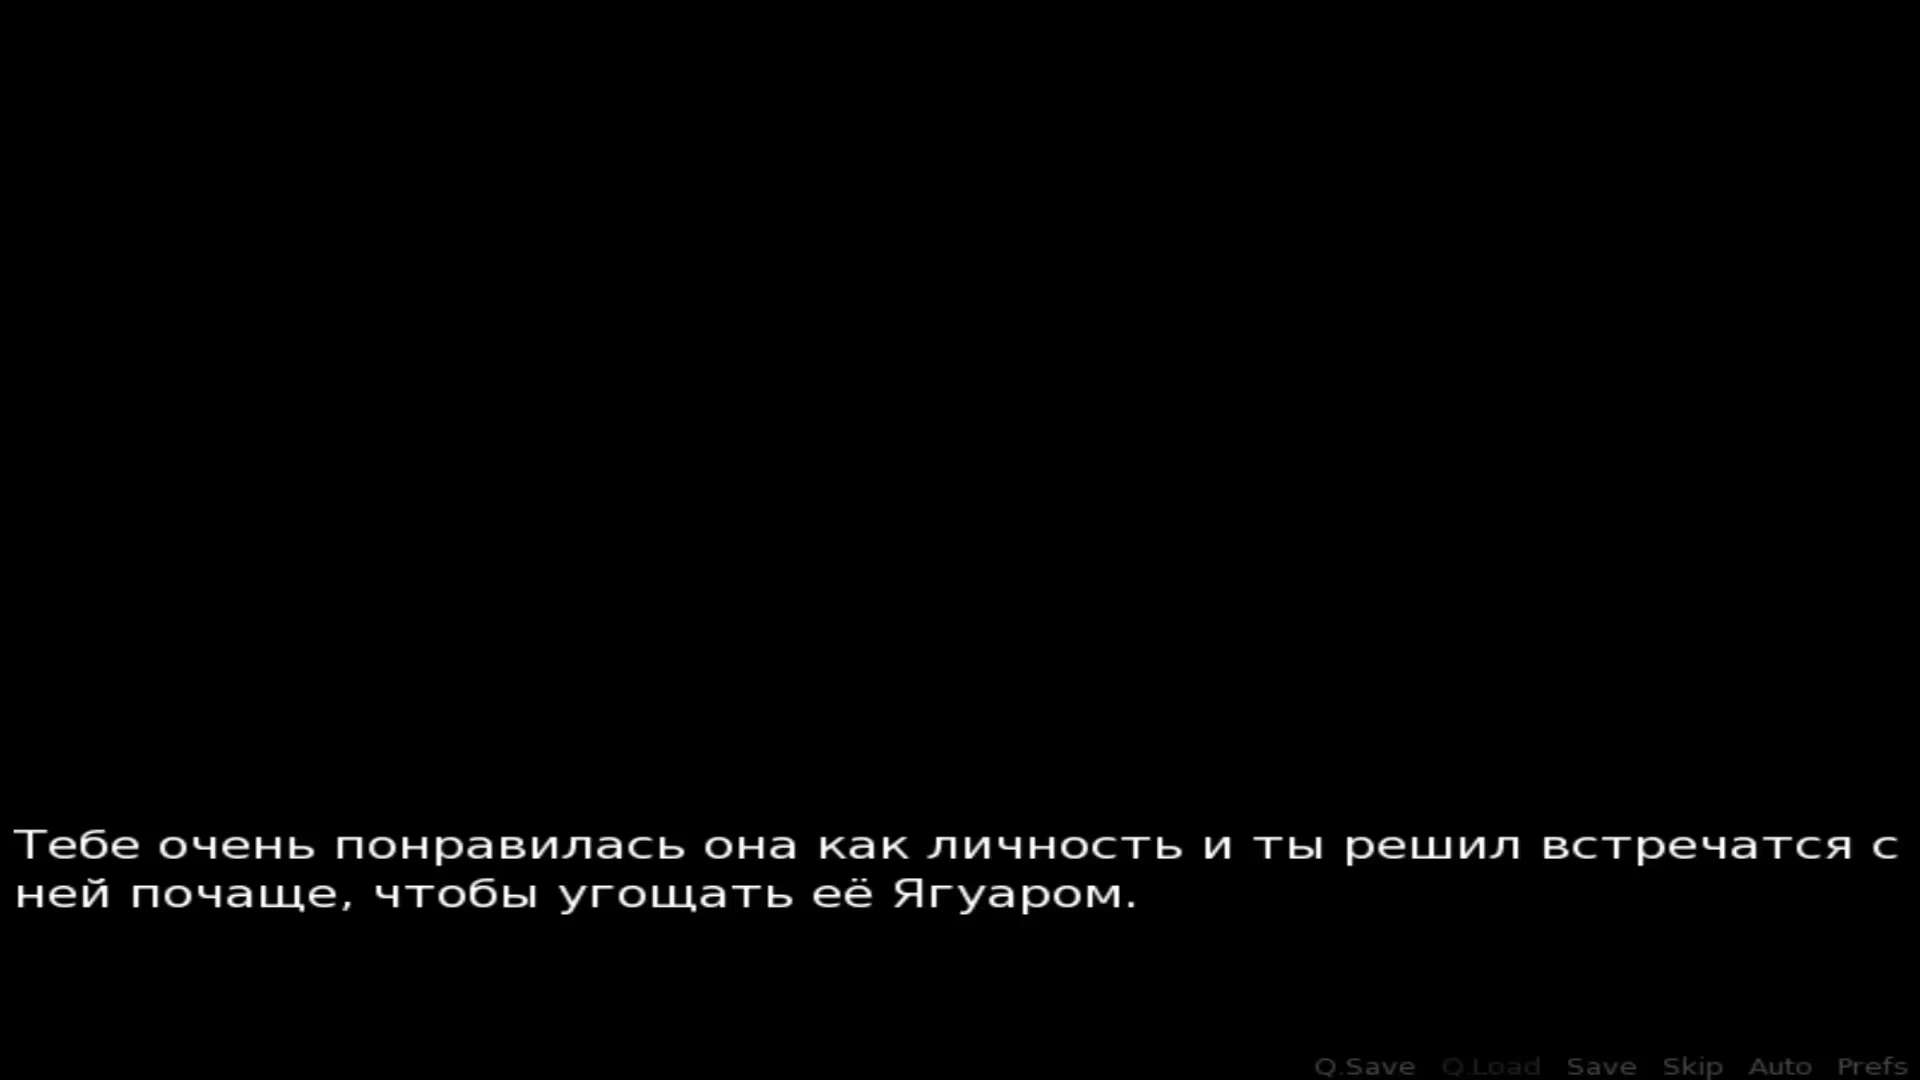 Тебе очень понравилась она как личность и ты решил встречатся с
ней почаще, чтобы угощать её Ягуаром.
Q.Save Q.Load Save Skip Auto Prefs